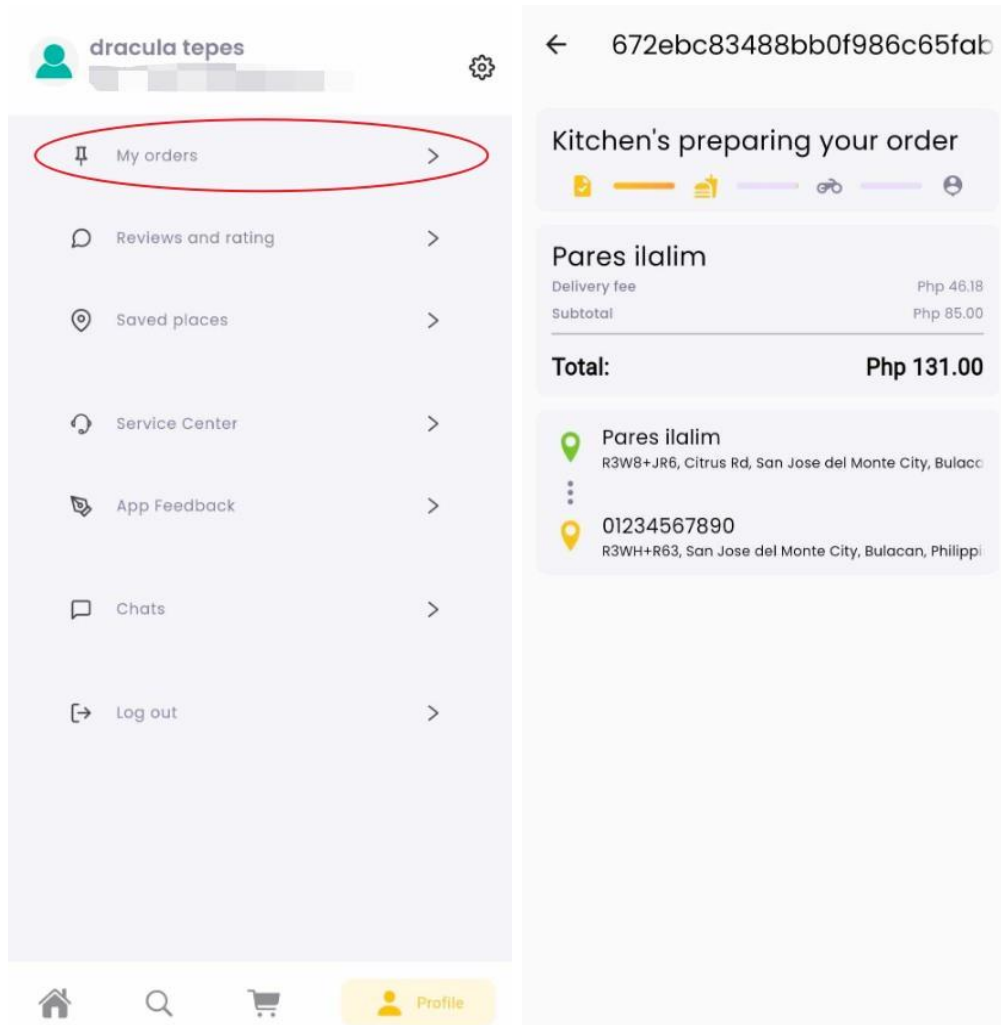 dracula tepes
My orders
Reviews and rating
Saved places
Service Center
App Feedback
Chats
Log out
Profile
672ebc83488bb0f986c65fab
Kitchen's preparing your order
Pares ilalim
Delivery fee Php 46.18
Subtotal Php 85.00
Total: Php 131.00
Pares ilalim
R3W8+JR6, Citrus Rd, San Jose del Monte City, Bulacc
01234567890
R3WH+R63, San Jose del Monte City, Bulacan, Philippi